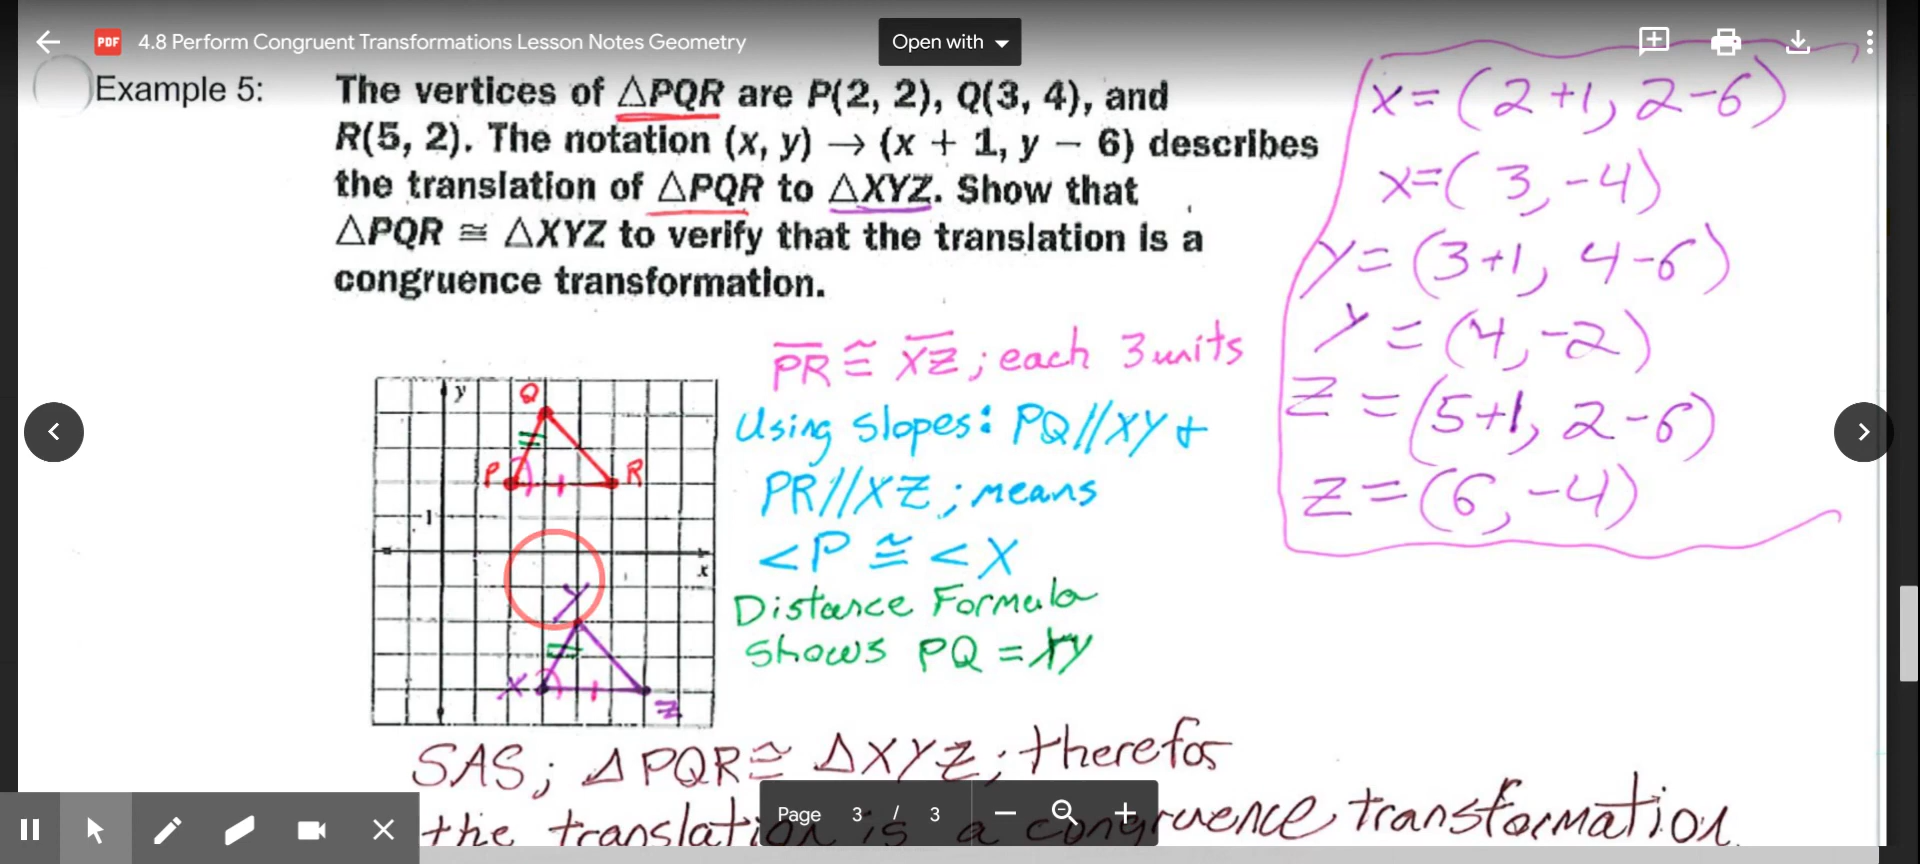 PDF 4.8 Perform Congruent Transformations Lesson Notes Geometry
Open with
Example 5:
The vertices of △PQR are P(2, 2), Q(3, 4), and
R(5, 2). The notation (x, y) → (x + 1, y − 6) describes
the translation of △PQR to △XYZ. Show that
△PQR ≅ △XYZ to verify that the translation is a
congruence transformation.
x=(2+1, 2-6)
x=(3,-4)
y=(3+1, 4-6)
y=(4,-2)
z=(5+1, 2-6)
z=(6,-4)
PR ≅ XZ; each 3 units
Using Slopes: PQ//XY +
PR//XZ; means
<P ≅ <X
Distance Formula
shows PQ = XY
y
Q
P
R
1
x
Y
X
Z
SAS; △PQR ≅ △XYZ; therefor
the translation is a congruence transformation.
Page 3 / 3